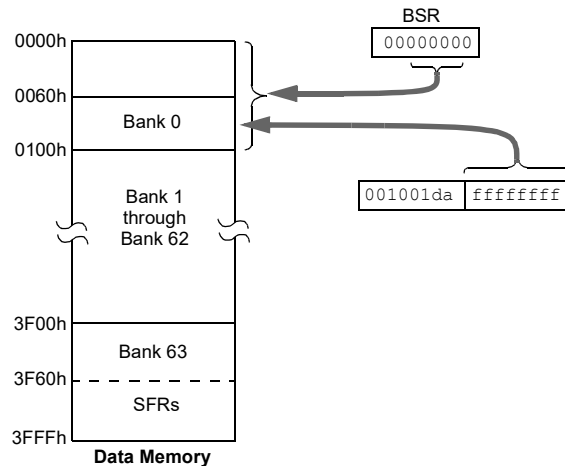 BSR
00000000
0000h
0060h
Bank 0
0100h
001001da ffffffff
Bank 1
through
Bank 62
3F00h
Bank 63
3F60h
SFRs
3FFFh
Data Memory